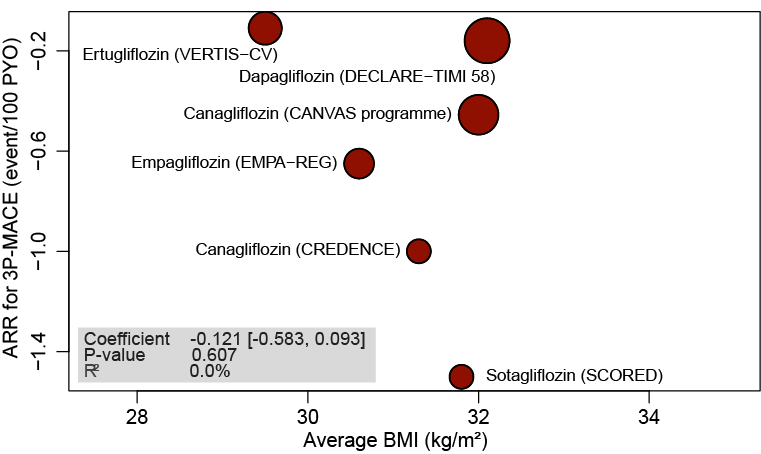 Ertugliflozin (VERTIS−CV)
Dapagliflozin (DECLARE−TIMI 58)
Canagliflozin (CANVAS programme)
Empagliflozin (EMPA−REG)
Canagliflozin (CREDENCE)
Sotagliflozin (SCORED)
Coefficient -0.121 [-0.583, 0.093]
P-value 0.607
R² 0.0%
ARR for 3P-MACE (event/100 PYO)
−0.2
−0.6
−1.0
−1.4
28 30 32 34
Average BMI (kg/m²)